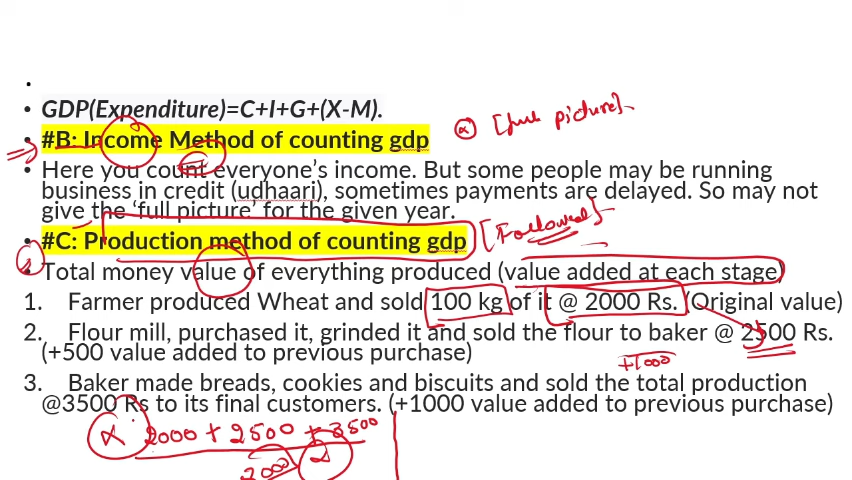 •
• GDP(Expenditure)=C+I+G+(X-M).
(x) [full picture]
• #B: Income Method of counting gdp
• Here you count everyone's income. But some people may be running
business in credit (udhaari), sometimes payments are delayed. So may not
give the 'full picture' for the given year.
• #C: Production method of counting gdp [Followed]
• Total money value of everything produced (value added at each stage)
1. Farmer produced Wheat and sold 100 kg of it @ 2000 Rs. (Original value)
2. Flour mill, purchased it, grinded it and sold the flour to baker @ 2500 Rs.
(+500 value added to previous purchase)
+1000
3. Baker made breads, cookies and biscuits and sold the total production
@3500 Rs to its final customers. (+1000 value added to previous purchase)
2000 + 2500 + 3500
2000